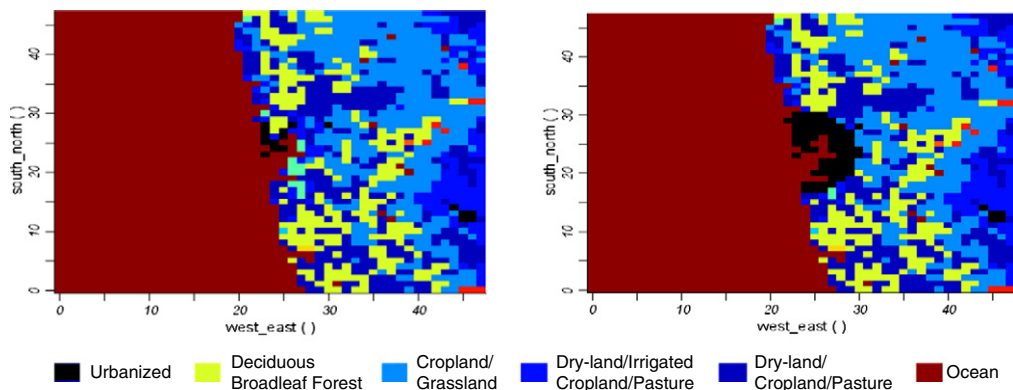 south_north ( )
40
30
20
10
0
0 10 20 30 40
west_east ( )
south_north ( )
40
30
20
10
0
0 10 20 30 40
west_east ( )
Urbanized
Deciduous
Broadleaf Forest
Cropland/
Grassland
Dry-land/Irrigated
Cropland/Pasture
Dry-land/
Cropland/Pasture
Ocean